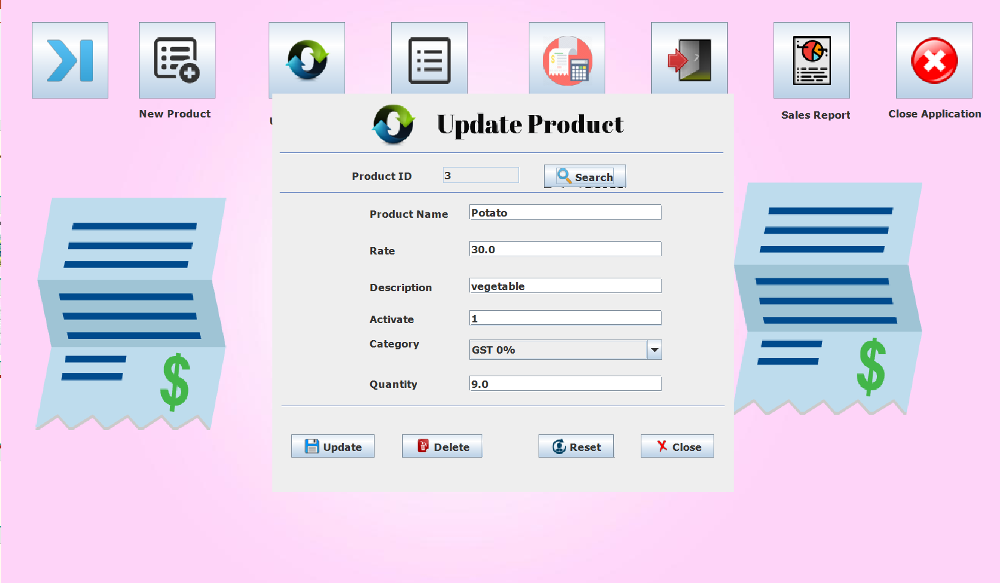 New Product
Sales Report
Close Application
Update Product
Product ID
3
Search
Product Name
Potato
Rate
30.0
Description
vegetable
Activate
1
Category
GST 0%
Quantity
9.0
Update
Delete
Reset
Close